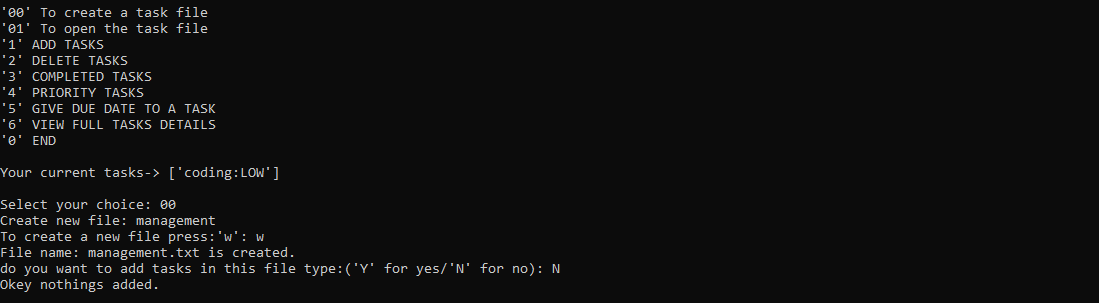 '00' To create a task file
'01' To open the task file
'1' ADD TASKS
'2' DELETE TASKS
'3' COMPLETED TASKS
'4' PRIORITY TASKS
'5' GIVE DUE DATE TO A TASK
'6' VIEW FULL TASKS DETAILS
'0' END
Your current tasks-> ['coding:LOW']
Select your choice: 00
Create new file: management
To create a new file press:'w': w
File name: management.txt is created.
do you want to add tasks in this file type:('Y' for yes/'N' for no): N
Okey nothings added.